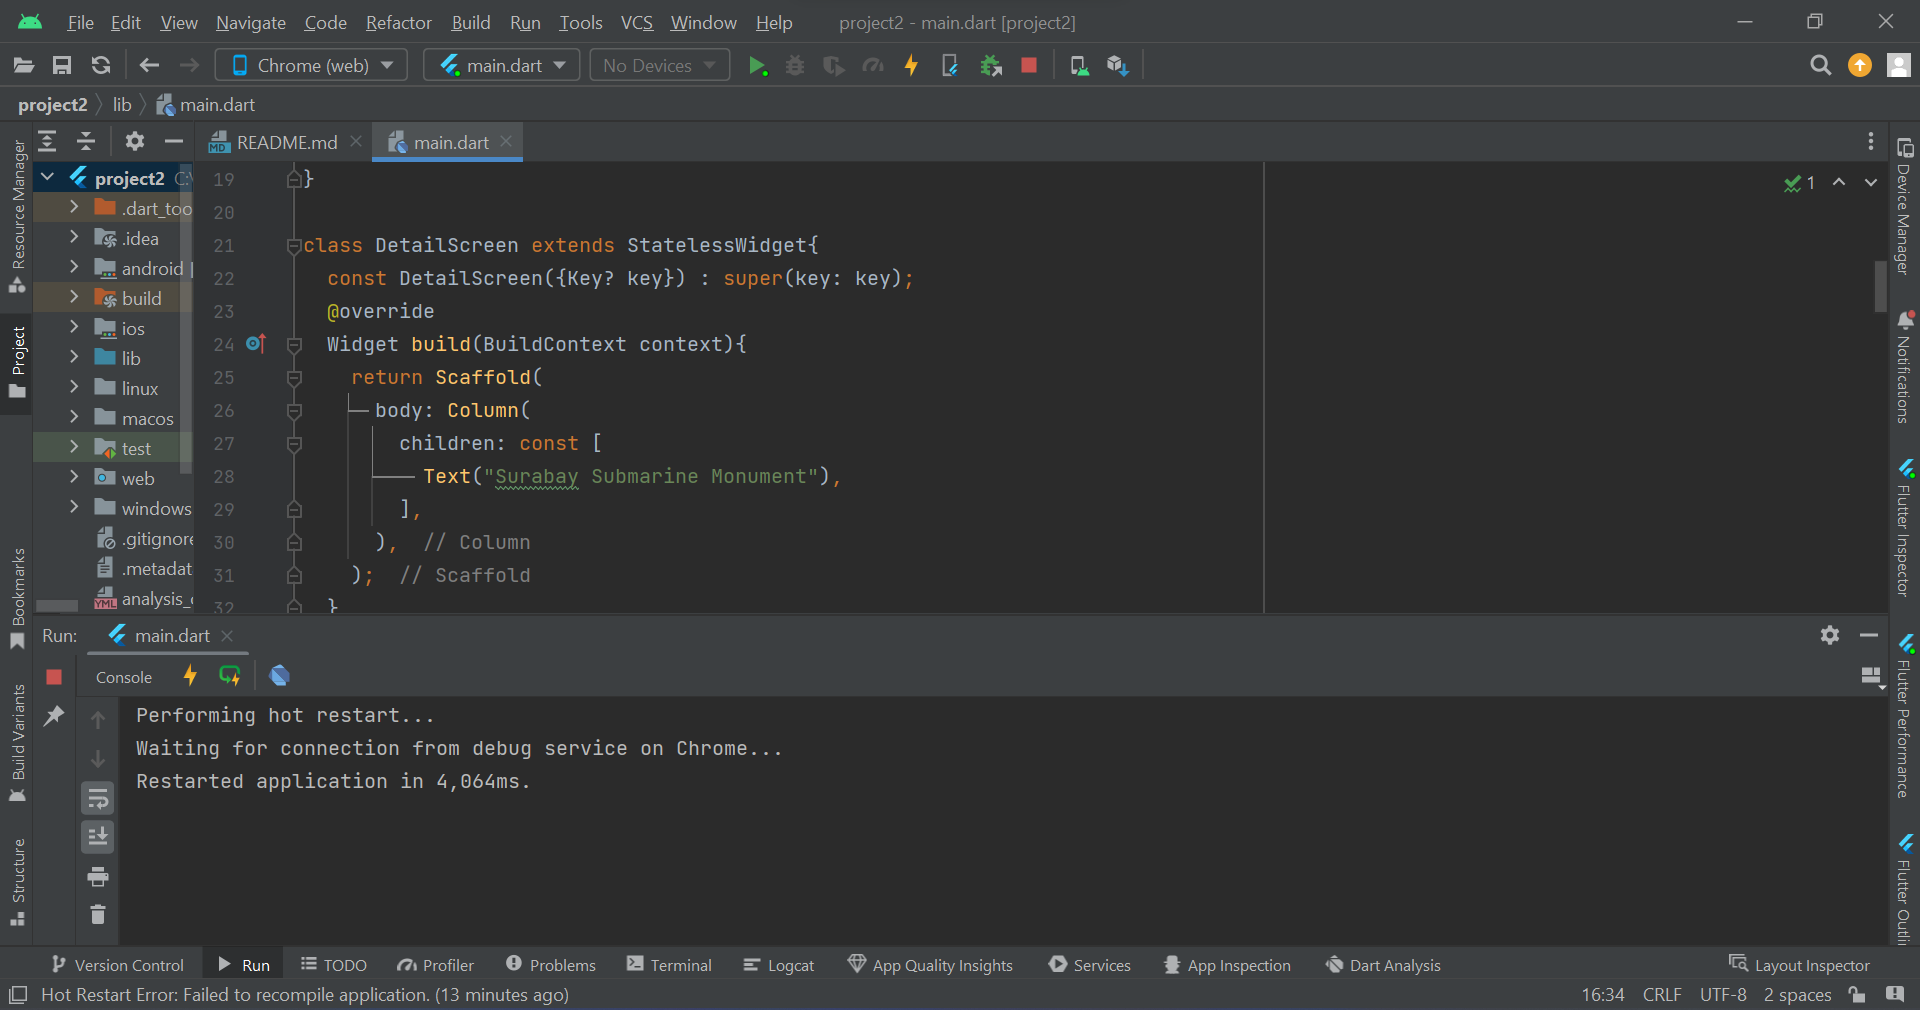 File Edit View Navigate Code Refactor Build Run Tools VCS Window Help project2 - main.dart [project2]
Chrome (web) main.dart No Devices
project2 lib main.dart
README.md main.dart
project2 C:\
.dart_too
.idea
android
build
ios
lib
linux
macos
test
web
windows
.gitignore
.metadat
analysis_
19 }
20
21 class DetailScreen extends StatelessWidget{
22 const DetailScreen({Key? key}) : super(key: key);
23 @override
24 Widget build(BuildContext context){
25 return Scaffold(
26 body: Column(
27 children: const [
28 Text("Surabay Submarine Monument"),
29 ],
30 ), // Column
31 ); // Scaffold
32 }
1
Resource Manager
Project
Bookmarks
Build Variants
Structure
Device Manager
Notifications
Flutter Inspector
Flutter Performance
Flutter Outli
Run: main.dart
Console
Performing hot restart...
Waiting for connection from debug service on Chrome...
Restarted application in 4,064ms.
Version Control Run TODO Profiler Problems Terminal Logcat App Quality Insights Services App Inspection Dart Analysis Layout Inspector
Hot Restart Error: Failed to recompile application. (13 minutes ago) 16:34 CRLF UTF-8 2 spaces